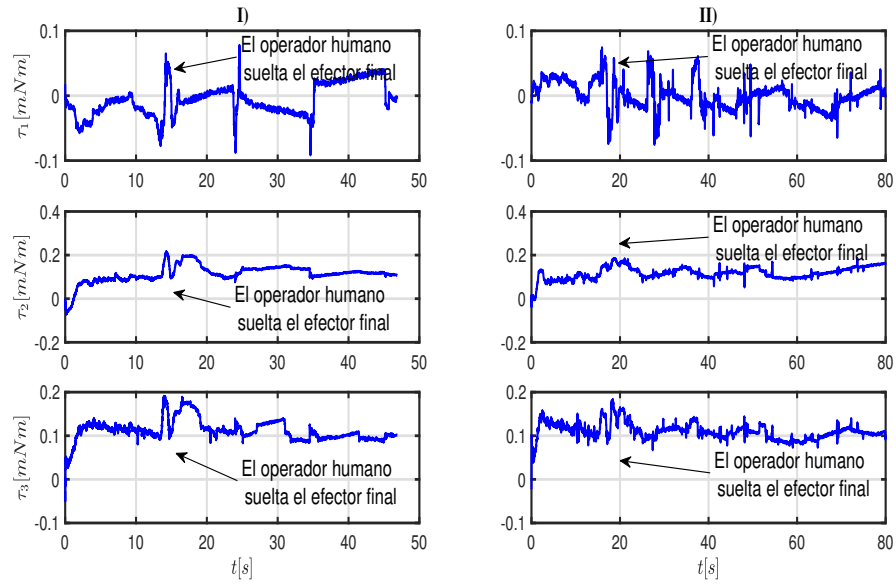 I)
II)
0.1
0
-0.1
τ1[mNm]
El operador humano
suelta el efector final
0 10 20 30 40 50
0.1
0
-0.1
El operador humano
suelta el efector final
0 20 40 60 80
0.4
0.2
0
-0.2
τ2[mNm]
El operador humano
suelta el efector final
0 10 20 30 40 50
0.4
0.2
0
-0.2
El operador humano
suelta el efector final
0 20 40 60 80
0.2
0.1
0
-0.1
τ3[mNm]
El operador humano
suelta el efector final
0 10 20 30 40 50
t[s]
0.2
0.1
0
-0.1
El operador humano
suelta el efector final
0 20 40 60 80
t[s]